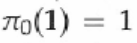 π₀(𝟏) = 1